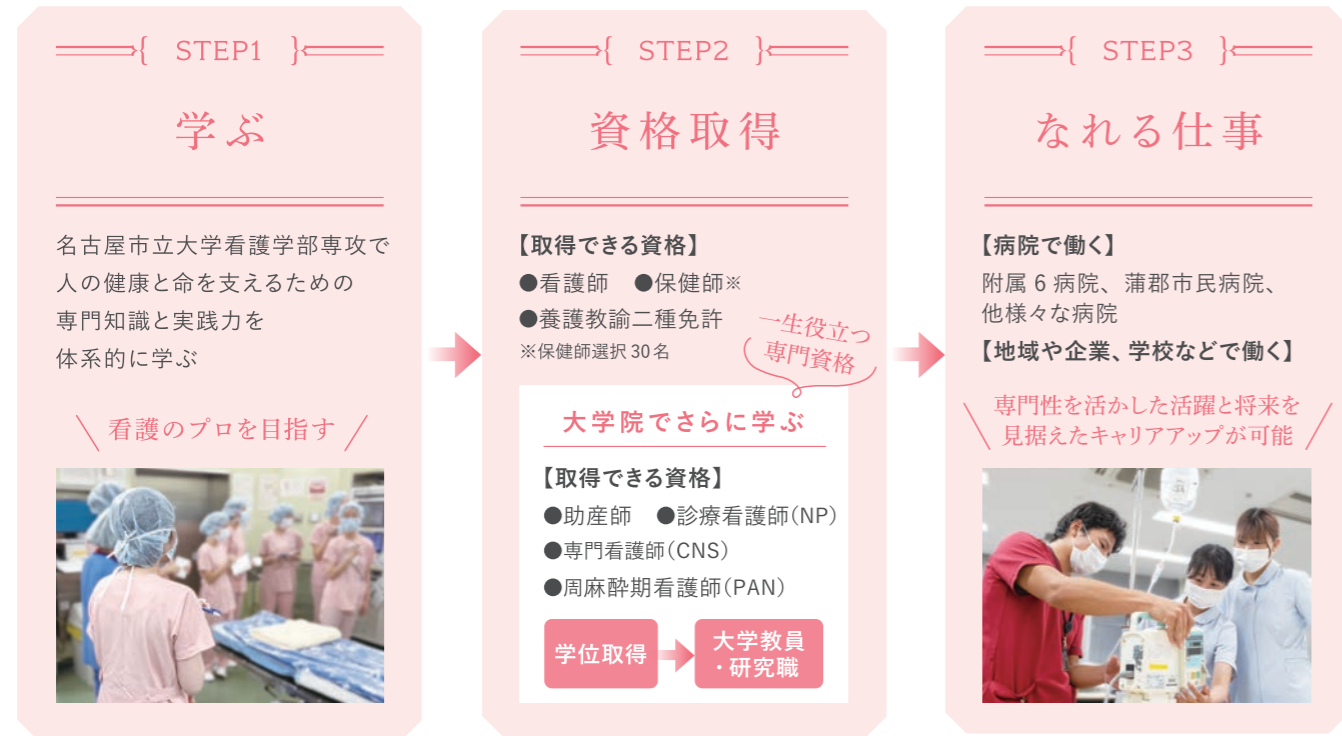 STEP1
学ぶ
名古屋市立大学看護学部専攻で
人の健康と命を支えるための
専門知識と実践力を
体系的に学ぶ
看護のプロを目指す
STEP2
資格取得
【取得できる資格】
●看護師 ●保健師※
●養護教諭二種免許
※保健師選択30名
一生役立つ
専門資格
大学院でさらに学ぶ
【取得できる資格】
●助産師 ●診療看護師(NP)
●専門看護師(CNS)
●周麻酔期看護師(PAN)
学位取得
大学教員
・研究職
STEP3
なれる仕事
【病院で働く】
附属6病院、蒲郡市民病院、
他様々な病院
【地域や企業、学校などで働く】
専門性を活かした活躍と将来を
見据えたキャリアアップが可能